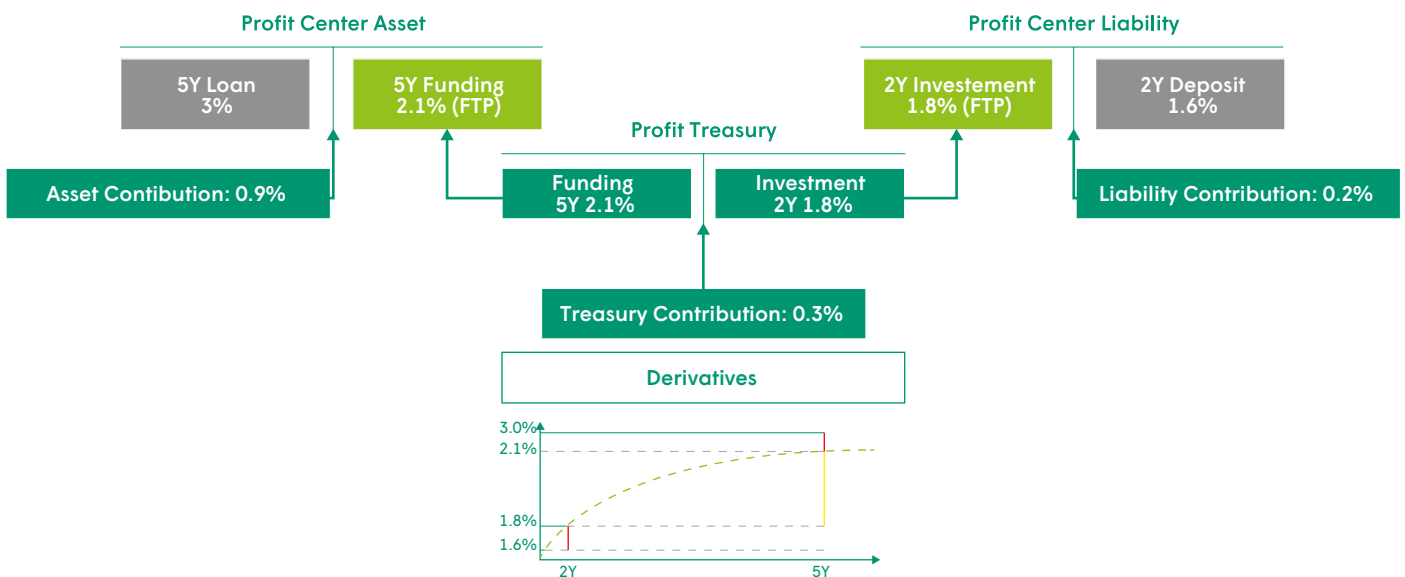 Profit Center Asset
Profit Center Liability
5Y Loan
3%
5Y Funding
2.1% (FTP)
2Y Investement
1.8% (FTP)
2Y Deposit
1.6%
Profit Treasury
Asset Contibution: 0.9%
Funding
5Y 2.1%
Investment
2Y 1.8%
Liability Contribution: 0.2%
Treasury Contribution: 0.3%
Derivatives
3.0%
2.1%
1.8%
1.6%
2Y
5Y